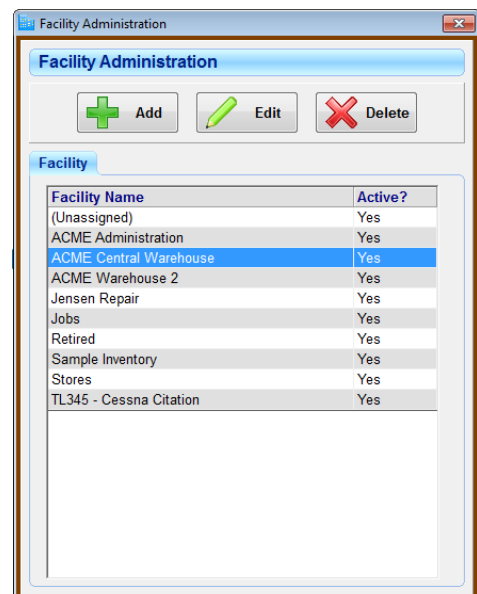 Facility Administration
Facility Administration
Add Edit Delete
Facility
Facility Name Active?
(Unassigned) Yes
ACME Administration Yes
ACME Central Warehouse Yes
ACME Warehouse 2 Yes
Jensen Repair Yes
Jobs Yes
Retired Yes
Sample Inventory Yes
Stores Yes
TL345 - Cessna Citation Yes